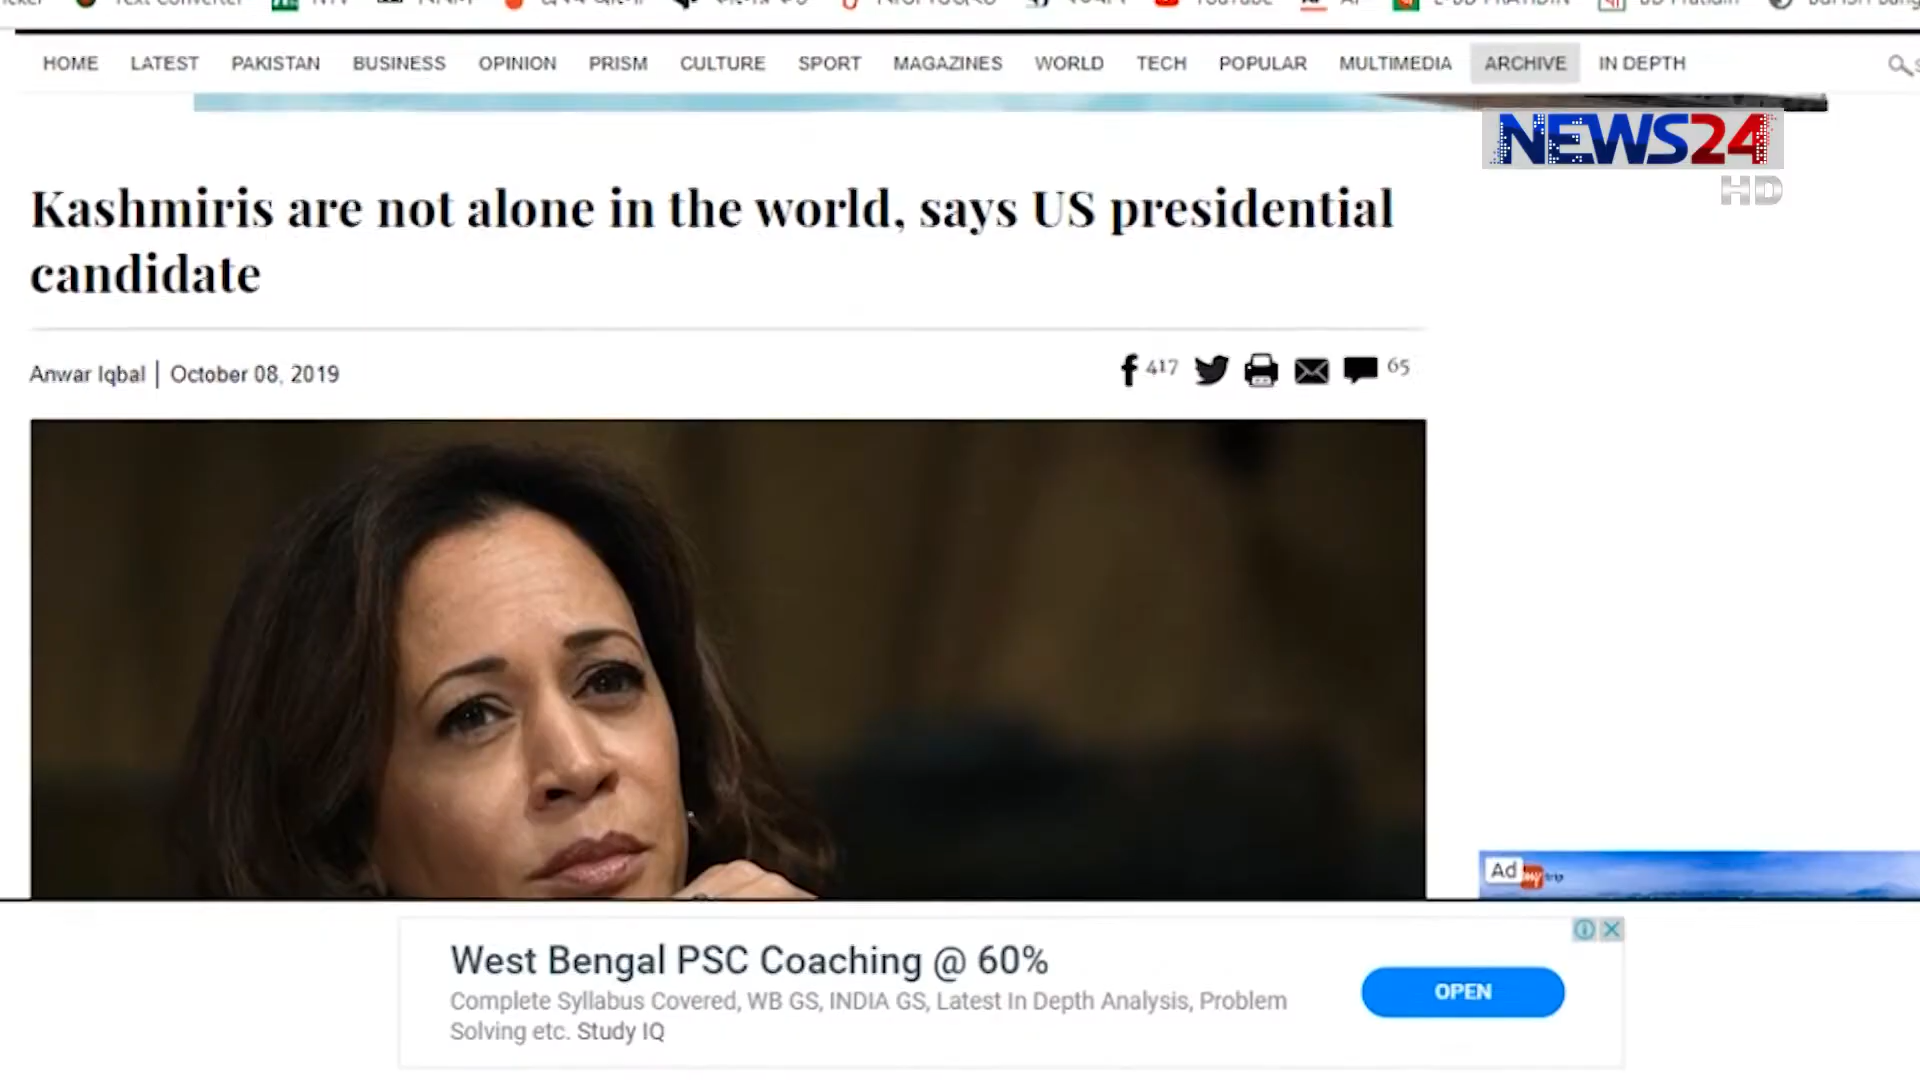 HOME LATEST PAKISTAN BUSINESS OPINION PRISM CULTURE SPORT MAGAZINES WORLD TECH POPULAR MULTIMEDIA ARCHIVE IN DEPTH
NEWS24
HD
Kashmiris are not alone in the world, says US presidential
candidate
Anwar Iqbal | October 08, 2019
417
65
Ad
West Bengal PSC Coaching @ 60%
Complete Syllabus Covered, WB GS, INDIA GS, Latest In Depth Analysis, Problem
Solving etc. Study IQ
OPEN